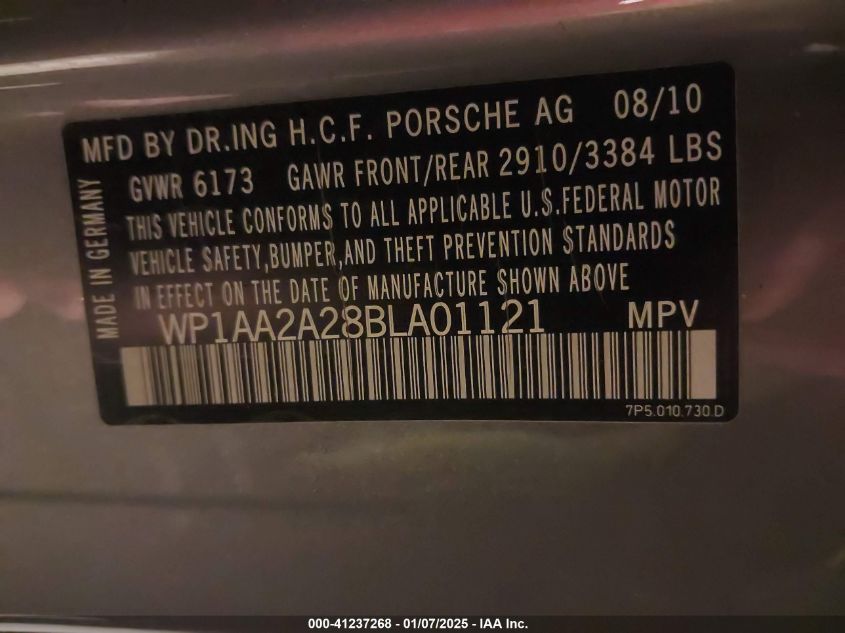 MFD BY DR.ING H.C.F. PORSCHE AG 08/10
GVWR 6173 GAWR FRONT/REAR 2910/3384 LBS
THIS VEHICLE CONFORMS TO ALL APPLICABLE U.S.FEDERAL MOTOR
VEHICLE SAFETY,BUMPER,AND THEFT PREVENTION STANDARDS
IN EFFECT ON THE DATE OF MANUFACTURE SHOWN ABOVE
WP1AA2A28BLA01121 MPV
7P5.010.730.D
MADE IN GERMANY
000-41237268 - 01/07/2025 - IAA Inc.